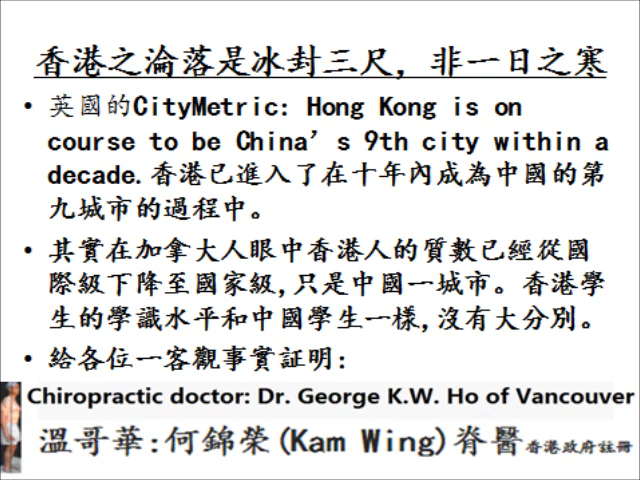 香港之淪落是冰封三尺, 非一日之寒
• 英國的CityMetric: Hong Kong is on
course to be China's 9th city within a
decade. 香港已進入了在十年內成為中國的第
九城市的過程中。
• 其實在加拿大人眼中香港人的質數已經從國
際級下降至國家級,只是中國一城市。香港學
生的學識水平和中國學生一樣,沒有大分別。
• 給各位一客觀事實証明:
Chiropractic doctor: Dr. George K.W. Ho of Vancouver
溫哥華:何錦榮(Kam Wing)脊醫香港政府註冊